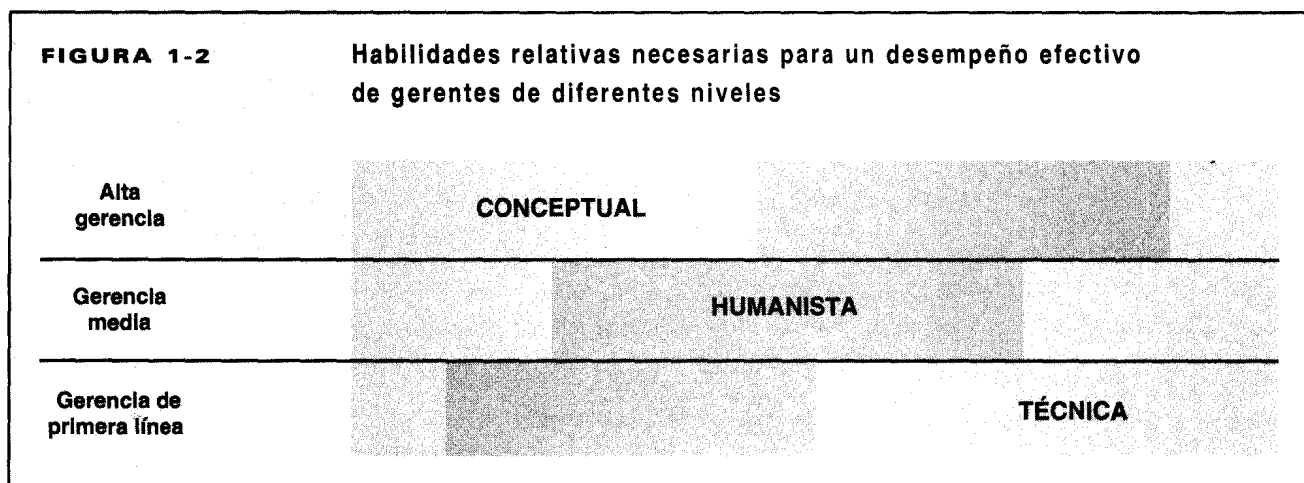 FIGURA 1-2
Habilidades relativas necesarias para un desempeño efectivo
de gerentes de diferentes niveles
Alta
gerencia
CONCEPTUAL
Gerencia
media
HUMANISTA
Gerencia de
primera línea
TÉCNICA